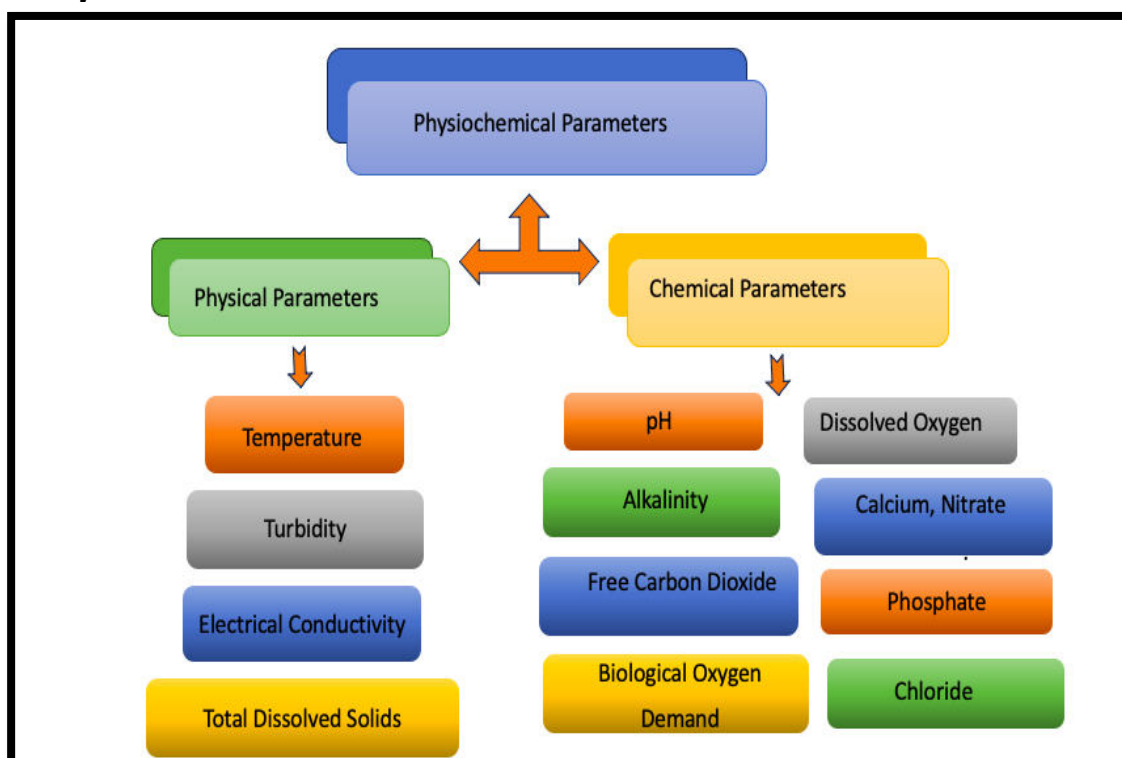 Physiochemical Parameters
Physical Parameters
Chemical Parameters
Temperature
Turbidity
Electrical Conductivity
Total Dissolved Solids
pH
Alkalinity
Free Carbon Dioxide
Biological Oxygen
Demand
Dissolved Oxygen
Calcium, Nitrate
Phosphate
Chloride